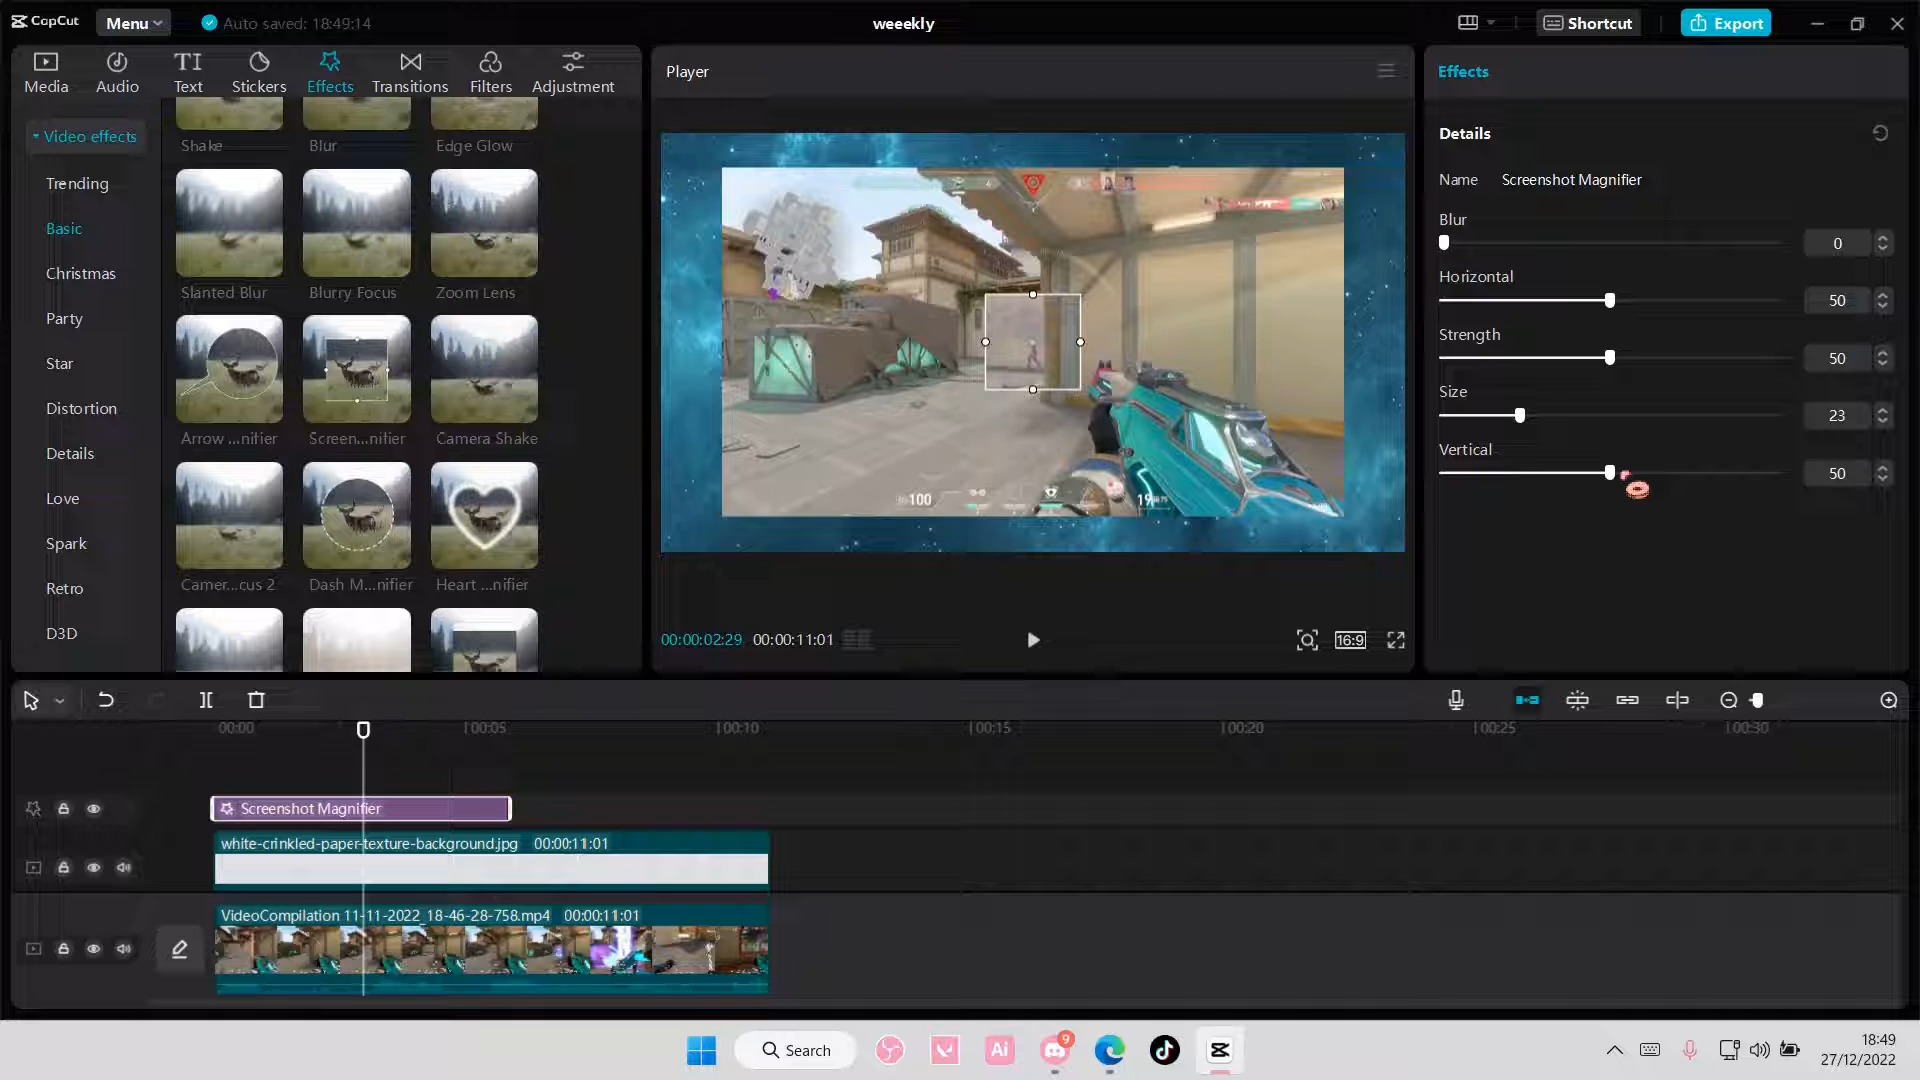 CapCut
Menu
Auto saved: 18:49:14
weeekly
Shortcut
Export
Media
Audio
Text
Stickers
Effects
Transitions
Filters
Adjustment
Player
Effects
Video effects
Trending
Basic
Christmas
Party
Star
Distortion
Details
Love
Spark
Retro
D3D
Shake
Blur
Edge Glow
Slanted Blur
Blurry Focus
Zoom Lens
Arrow ...nifier
Screen...nifier
Camera Shake
Camer...cus 2
Dash M...nifier
Heart ...nifier
4
100
19
00:00:02:29
00:00:11:01
16:9
Details
Name
Screenshot Magnifier
Blur
0
Horizontal
50
Strength
50
Size
23
Vertical
50
00:00
00:05
00:10
00:15
00:20
00:25
00:30
Screenshot Magnifier
white-crinkled-paper-texture-background.jpg 00:00:11:01
VideoCompilation 11-11-2022_18-46-28-758.mp4 00:00:11:01
Search
Ai
9
18:49
27/12/2022